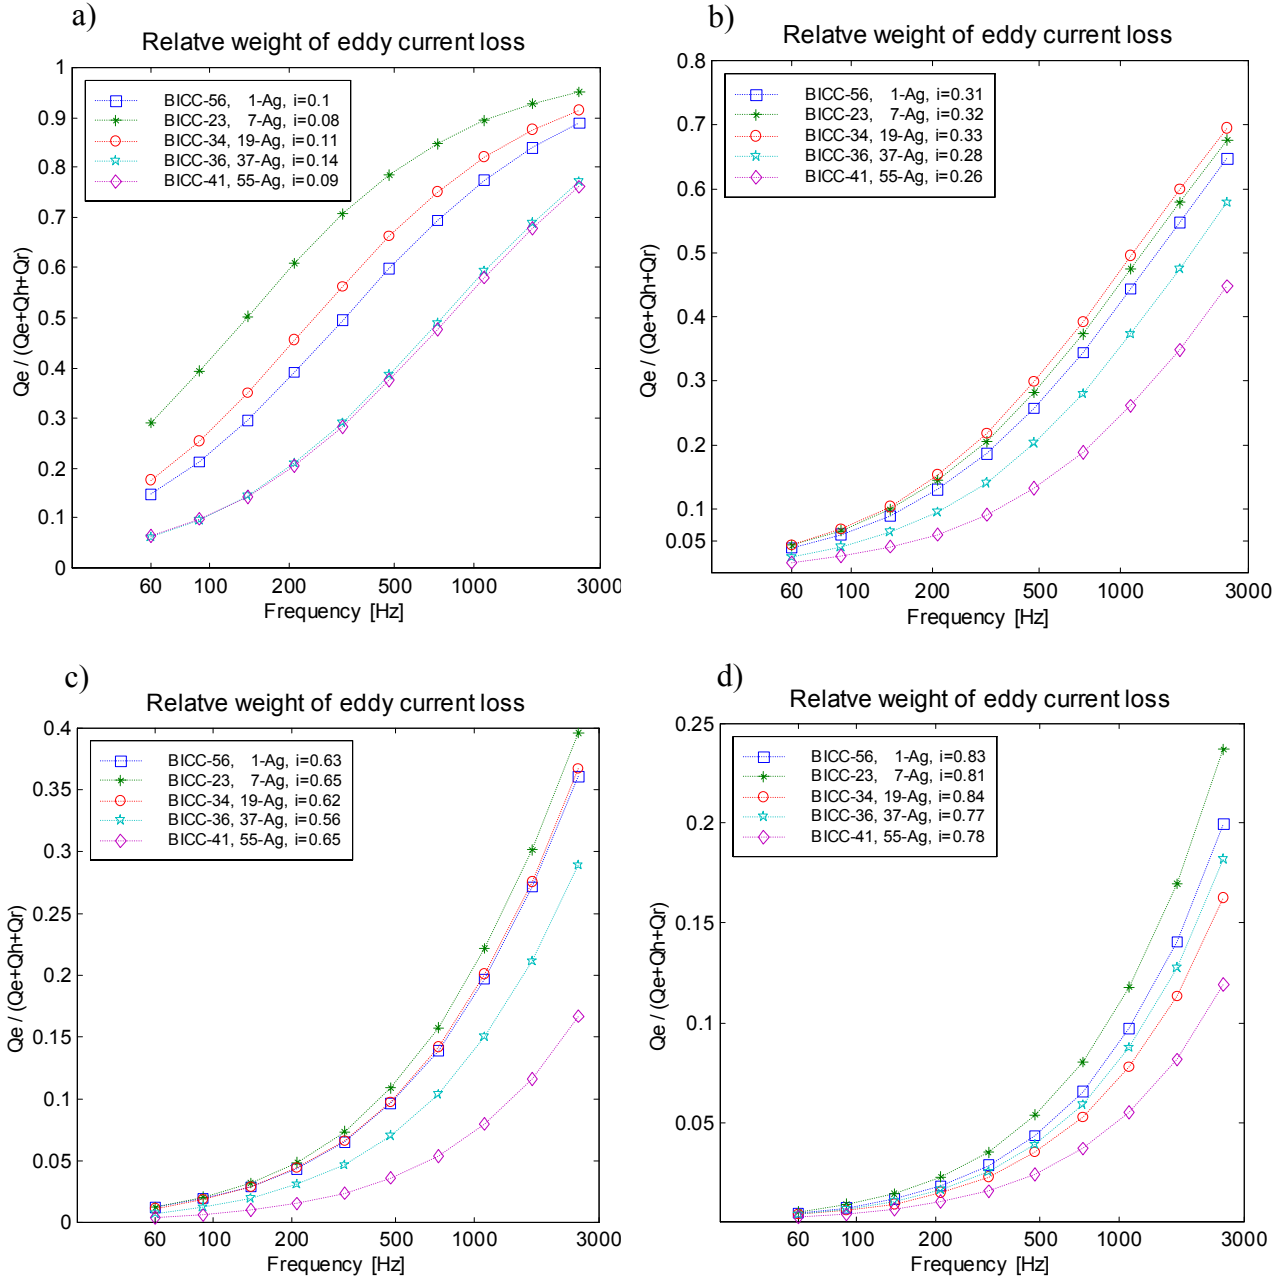 a)
Relatve weight of eddy current loss
BICC-56, 1-Ag, i=0.1
BICC-23, 7-Ag, i=0.08
BICC-34, 19-Ag, i=0.11
BICC-36, 37-Ag, i=0.14
BICC-41, 55-Ag, i=0.09
Qe / (Qe+Qh+Qr)
1
0.9
0.8
0.7
0.6
0.5
0.4
0.3
0.2
0.1
0
60 100 200 500 1000 3000
Frequency [Hz]
b)
Relatve weight of eddy current loss
BICC-56, 1-Ag, i=0.31
BICC-23, 7-Ag, i=0.32
BICC-34, 19-Ag, i=0.33
BICC-36, 37-Ag, i=0.28
BICC-41, 55-Ag, i=0.26
Qe / (Qe+Qh+Qr)
0.8
0.7
0.6
0.5
0.4
0.3
0.2
0.1
0.05
60 100 200 500 1000 3000
Frequency [Hz]
c)
Relatve weight of eddy current loss
BICC-56, 1-Ag, i=0.63
BICC-23, 7-Ag, i=0.65
BICC-34, 19-Ag, i=0.62
BICC-36, 37-Ag, i=0.56
BICC-41, 55-Ag, i=0.65
Qe / (Qe+Qh+Qr)
0.4
0.35
0.3
0.25
0.2
0.15
0.1
0.05
0
60 100 200 500 1000 3000
Frequency [Hz]
d)
Relatve weight of eddy current loss
BICC-56, 1-Ag, i=0.83
BICC-23, 7-Ag, i=0.81
BICC-34, 19-Ag, i=0.84
BICC-36, 37-Ag, i=0.77
BICC-41, 55-Ag, i=0.78
Qe / (Qe+Qh+Qr)
0.25
0.2
0.15
0.1
0.05
60 100 200 500 1000 3000
Frequency [Hz]